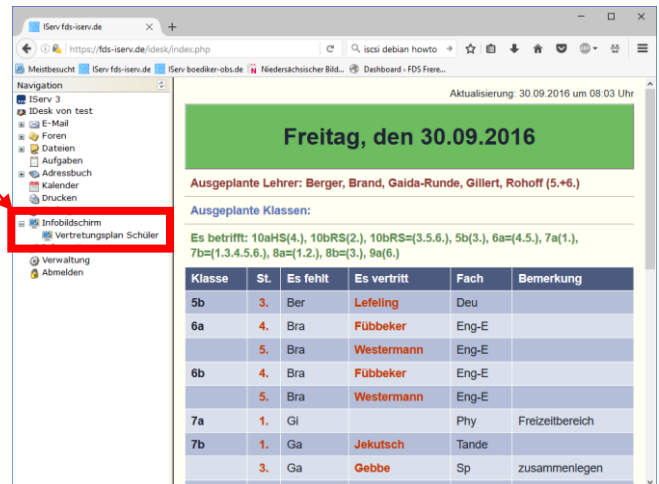 IServ fds-iserv.de
https://fds-iserv.de/idesk/index.php
iscsi debian howto
Meistbesucht IServ fds-iserv.de IServ boediker-obs.de Niedersächsischer Bild... Dashboard ‹ FDS Frere...
Navigation
IServ 3
IDesk von test
E-Mail
Foren
Dateien
Aufgaben
Adressbuch
Kalender
Drucken
Infobildschirm
Vertretungsplan Schüler
Verwaltung
Abmelden
Aktualisierung: 30.09.2016 um 08:03 Uhr
Freitag, den 30.09.2016
Ausgeplante Lehrer: Berger, Brand, Gaida-Runde, Gillert, Rohoff (5.+6.)
Ausgeplante Klassen:
Es betrifft: 10aHS(4.), 10bRS(2.), 10bRS=(3.5.6.), 5b(3.), 6a=(4.5.), 7a(1.),
7b=(1.3.4.5.6.), 8a=(1.2.), 8b=(3.), 9a(6.)
Klasse St. Es fehlt Es vertritt Fach Bemerkung
5b 3. Ber Lefeling Deu
6a 4. Bra Fübbeker Eng-E
5. Bra Westermann Eng-E
6b 4. Bra Fübbeker Eng-E
5. Bra Westermann Eng-E
7a 1. Gi Phy Freizeitbereich
7b 1. Ga Jekutsch Tande
3. Ga Gebbe Sp zusammenlegen